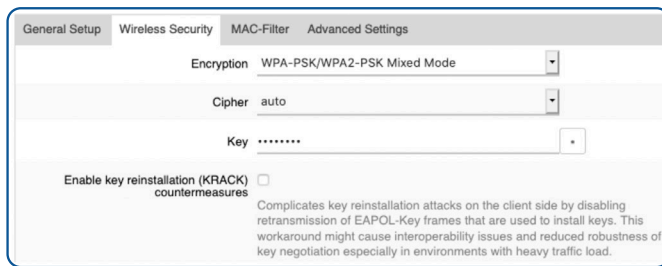 General Setup Wireless Security MAC-Filter Advanced Settings
Encryption WPA-PSK/WPA2-PSK Mixed Mode
Cipher auto
Key ••••••••
Enable key reinstallation (KRACK)
countermeasures
Complicates key reinstallation attacks on the client side by disabling
retransmission of EAPOL-Key frames that are used to install keys. This
workaround might cause interoperability issues and reduced robustness of
key negotiation especially in environments with heavy traffic load.